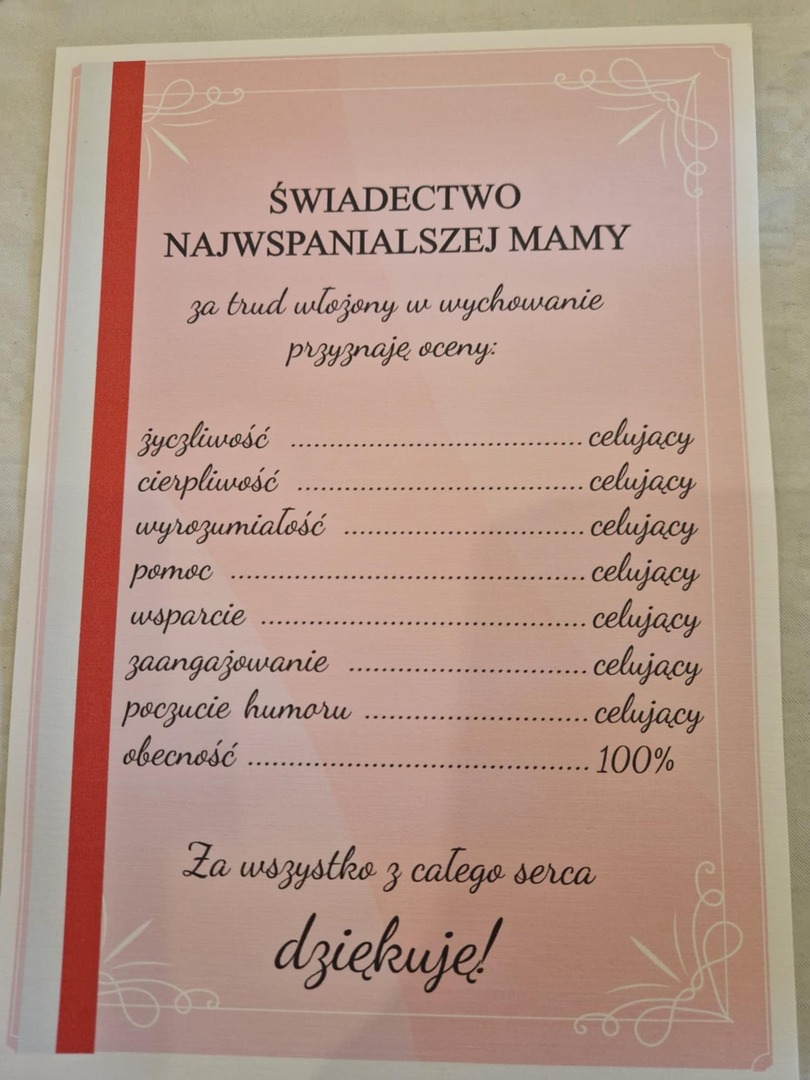 ŚWIADECTWO
NAJWSPANIALSZEJ MAMY
za trud włożony w wychowanie
przyznaję oceny:
życzliwość ........................................ celujący
cierpliwość ....................................... celujący
wyrozumiałość ................................. celujący
pomoc ................................................ celujący
wsparcie ............................................ celujący
zaangażowanie ................................ celujący
poczucie humoru .............................. celujący
obecność .............................................. 100%
Za wszystko z całego serca
dziękuję!